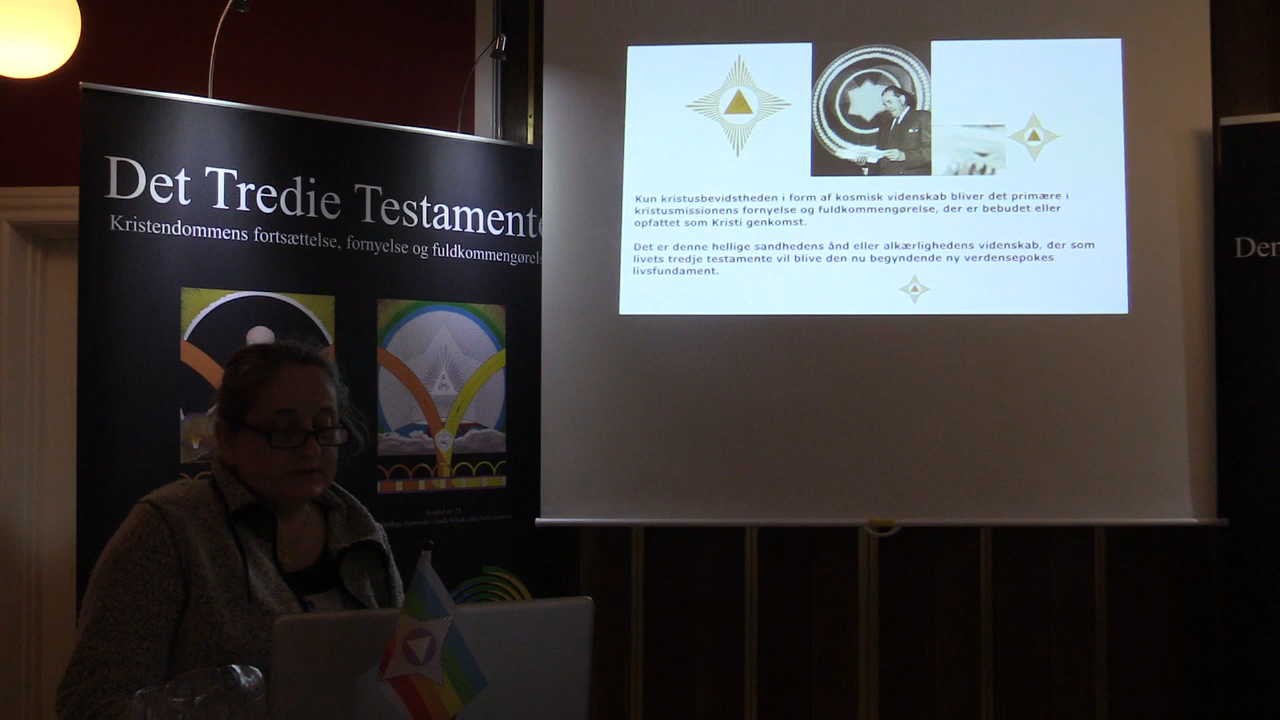 Det Tredie Testamente
Kristendommens fortsættelse, fornyelse og fuldkommengørels
Kun kristusbevidstheden i form af kosmisk videnskab bliver det primære i
kristusmissionens fornyelse og fuldkommengørelse, der er bebudet eller
opfattet som Kristi genkomst.
Det er denne hellige sandhedens ånd eller alkærlighedens videnskab, der som
livets tredje testamente vil blive den nu begyndende ny verdensepokes
livsfundament.
Den